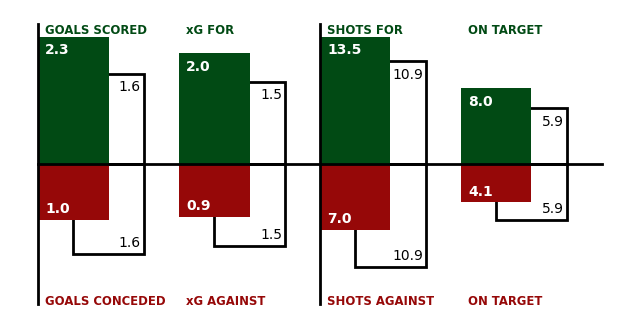 GOALS SCORED xG FOR SHOTS FOR ON TARGET
2.3 1.6 2.0 1.5 13.5 10.9 8.0 5.9
1.0 1.6 0.9 1.5 7.0 10.9 4.1 5.9
GOALS CONCEDED xG AGAINST SHOTS AGAINST ON TARGET